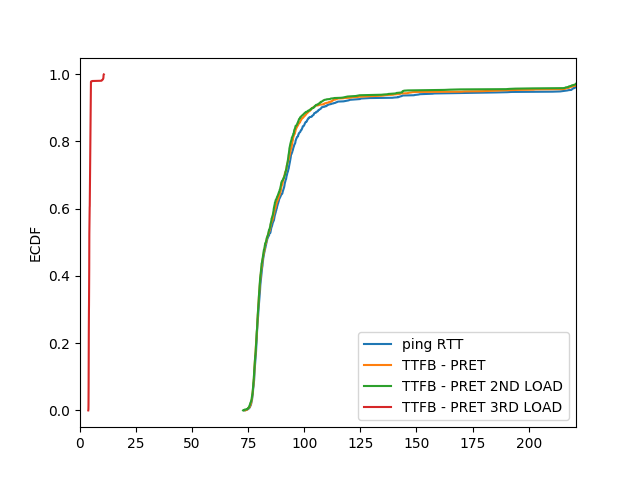 1.0
0.8
0.6
0.4
0.2
0.0
ECDF
0 25 50 75 100 125 150 175 200
ping RTT
TTFB - PRET
TTFB - PRET 2ND LOAD
TTFB - PRET 3RD LOAD